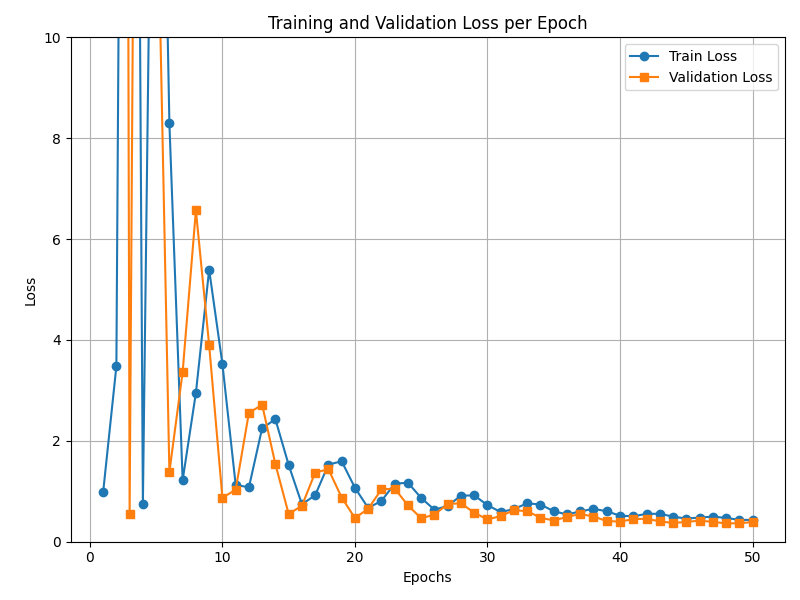 Training and Validation Loss per Epoch
Train Loss
Validation Loss
Loss
10
8
6
4
2
0
0 10 20 30 40 50
Epochs